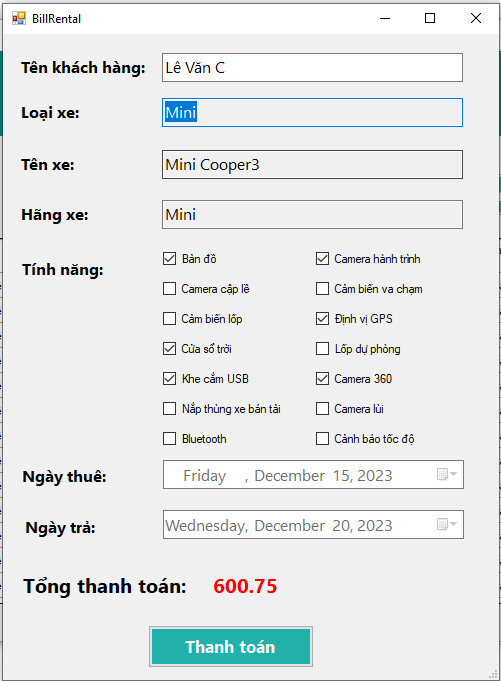 BillRental
Tên khách hàng: Lê Văn C
Loại xe: Mini
Tên xe: Mini Cooper3
Hãng xe: Mini
Tính năng:
Bản đồ Camera hành trình
Camera cập lề Cảm biến va chạm
Cảm biến lốp Định vị GPS
Cửa sổ trời Lốp dự phòng
Khe cắm USB Camera 360
Nắp thùng xe bán tải Camera lùi
Bluetooth Cảnh báo tốc độ
Ngày thuê: Friday , December 15, 2023
Ngày trả: Wednesday, December 20, 2023
Tổng thanh toán: 600.75
Thanh toán